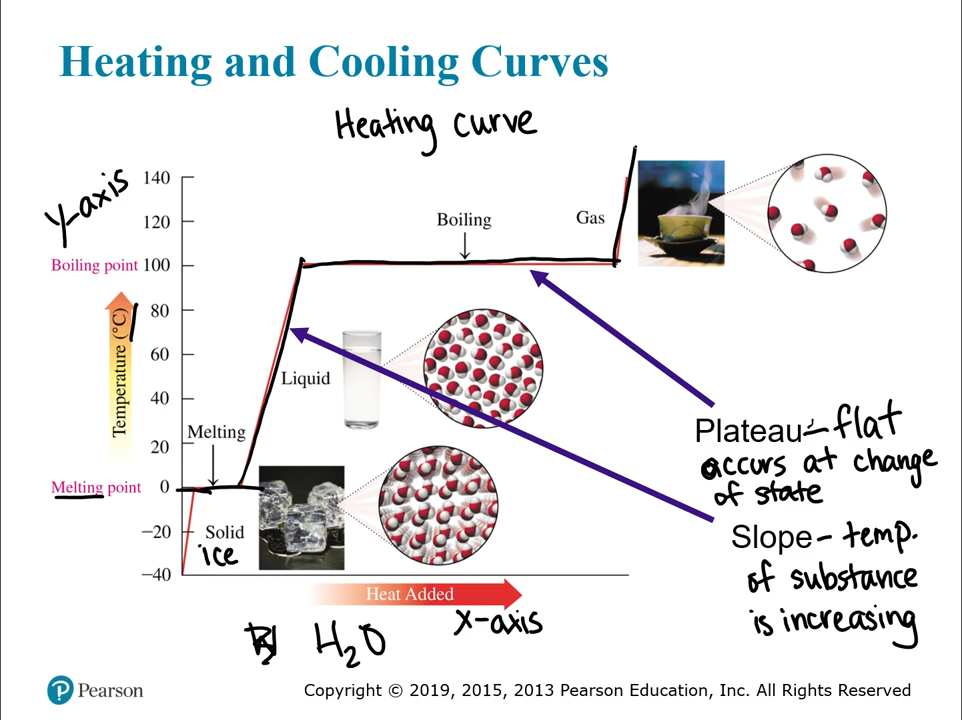 Heating and Cooling Curves
Heating curve
Y-axis
140
120
Boiling point 100
80
60
40
20
Melting point 0
−20
−40
Temperature (°C)
Boiling
Gas
Liquid
Melting
Solid
ice
Plateau – flat
occurs at change
of state
Slope – temp.
of substance
is increasing
Heat Added
X-axis
H₂O
Pearson
Copyright © 2019, 2015, 2013 Pearson Education, Inc. All Rights Reserved